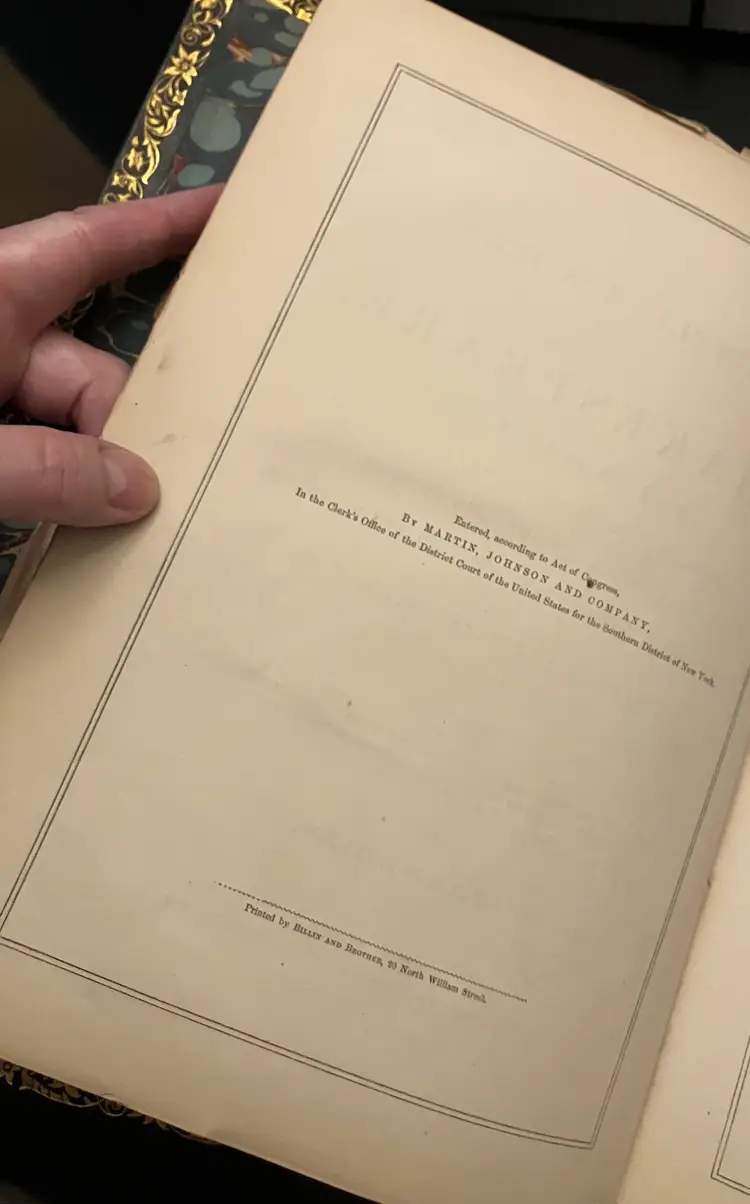 Entered, according to Act of Congress,
By MARTIN, JOHNSON AND COMPANY,
In the Clerk's Office of the District Court of the United States for the Southern District of New York.
Printed by BILLIN AND BROTHER, 20 North William Street.